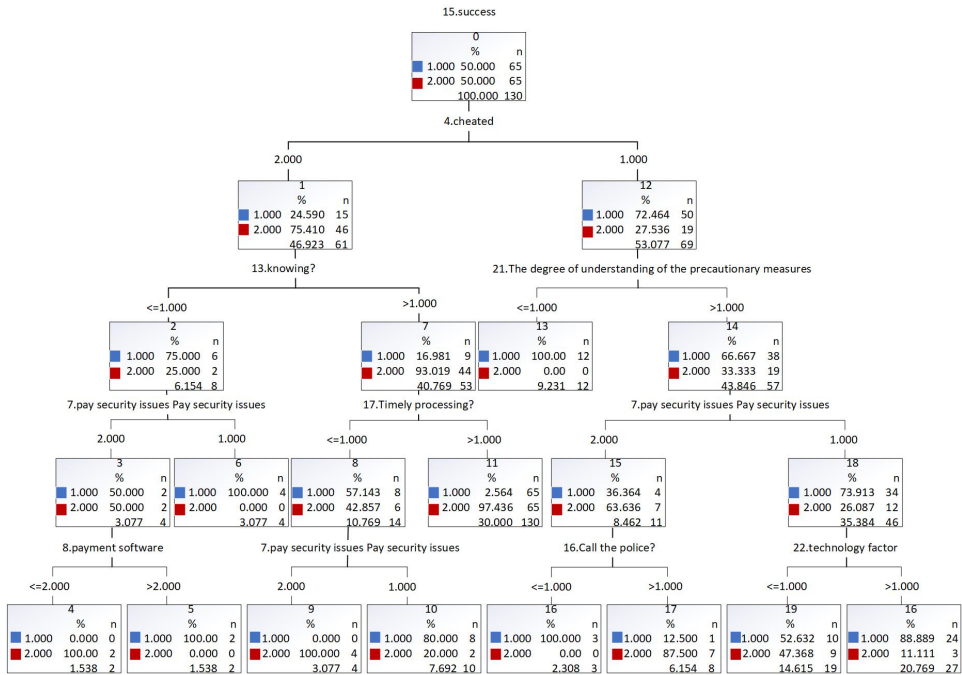 15.success
0
% n
1.000 50.000 65
2.000 50.000 65
100.000 130
4.cheated
2.000 1.000
1
% n
1.000 24.590 15
2.000 75.410 46
46.923 61
12
% n
1.000 72.464 50
2.000 27.536 19
53.077 69
13.knowing?
21.The degree of understanding of the precautionary measures
<=1.000 >1.000 <=1.000 >1.000
2
% n
1.000 75.000 6
2.000 25.000 2
6.154 8
7
% n
1.000 16.981 9
2.000 93.019 44
40.769 53
13
% n
1.000 100.00 12
2.000 0.00 0
9.231 12
14
% n
1.000 66.667 38
2.000 33.333 19
43.846 57
7.pay security issues Pay security issues
17.Timely processing?
7.pay security issues Pay security issues
2.000 1.000 <=1.000 >1.000 2.000 1.000
3
% n
1.000 50.000 2
2.000 50.000 2
3.077 4
6
% n
1.000 100.000 4
2.000 0.000 0
3.077 4
8
% n
1.000 57.143 8
2.000 42.857 6
10.769 14
11
% n
1.000 2.564 65
2.000 97.436 65
30.000 130
15
% n
1.000 36.364 4
2.000 63.636 7
8.462 11
18
% n
1.000 73.913 34
2.000 26.087 12
35.384 46
8.payment software
7.pay security issues Pay security issues
16.Call the police?
22.technology factor
<=2.000 >2.000 2.000 1.000 <=1.000 >1.000 <=1.000 >1.000
4
% n
1.000 0.000 0
2.000 100.00 2
1.538 2
5
% n
1.000 100.00 2
2.000 0.000 0
1.538 2
9
% n
1.000 0.000 0
2.000 100.000 4
3.077 4
10
% n
1.000 80.000 8
2.000 20.000 2
7.692 10
16
% n
1.000 100.000 3
2.000 0.00 0
2.308 3
17
% n
1.000 12.500 1
2.000 87.500 7
6.154 8
19
% n
1.000 52.632 10
2.000 47.368 9
14.615 19
16
% n
1.000 88.889 24
2.000 11.111 3
20.769 27